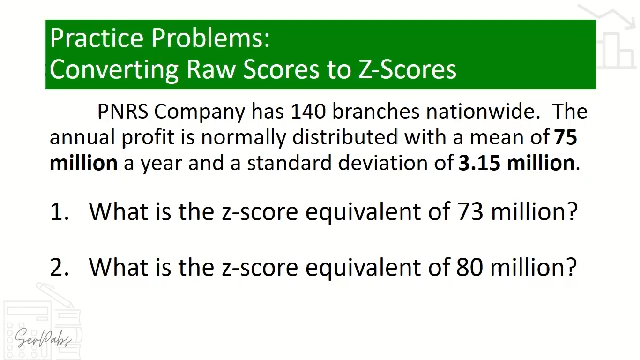 Practice Problems:
Converting Raw Scores to Z-Scores
PNRS Company has 140 branches nationwide. The
annual profit is normally distributed with a mean of 75
million a year and a standard deviation of 3.15 million.
1. What is the z-score equivalent of 73 million?
2. What is the z-score equivalent of 80 million?
SerPabs